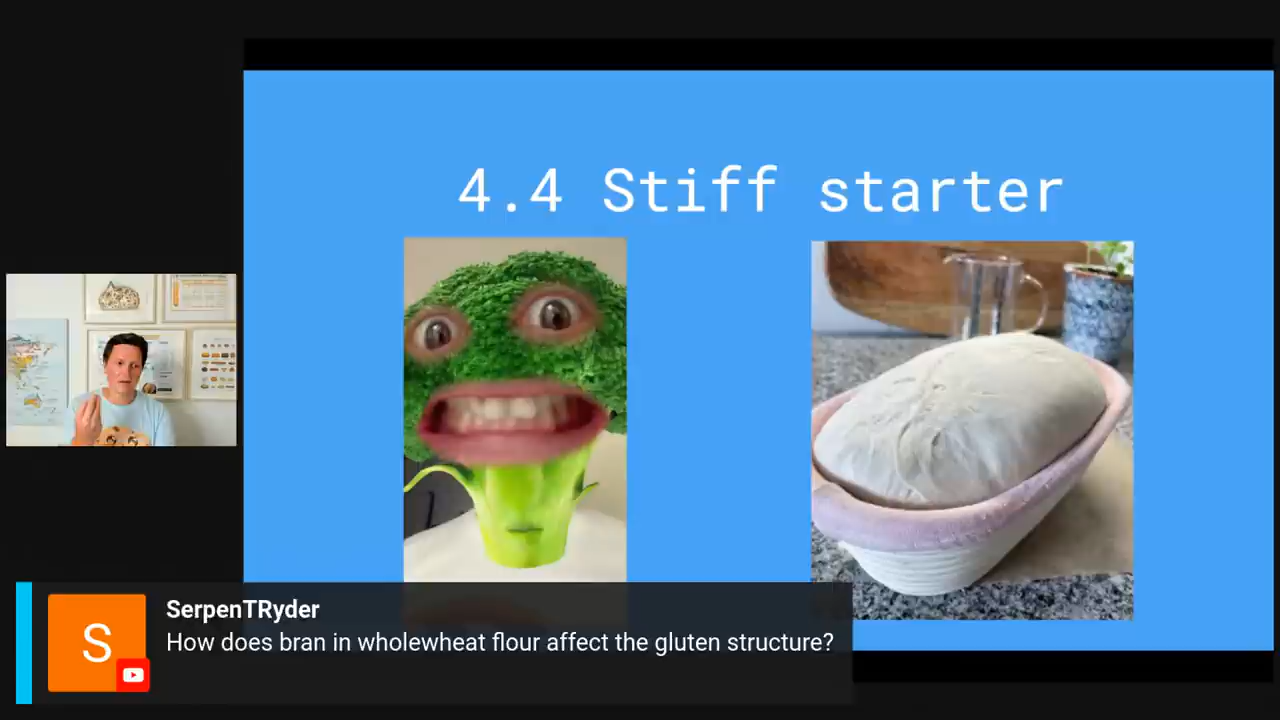 4.4 Stiff starter
S
SerpenTRyder
How does bran in wholewheat flour affect the gluten structure?